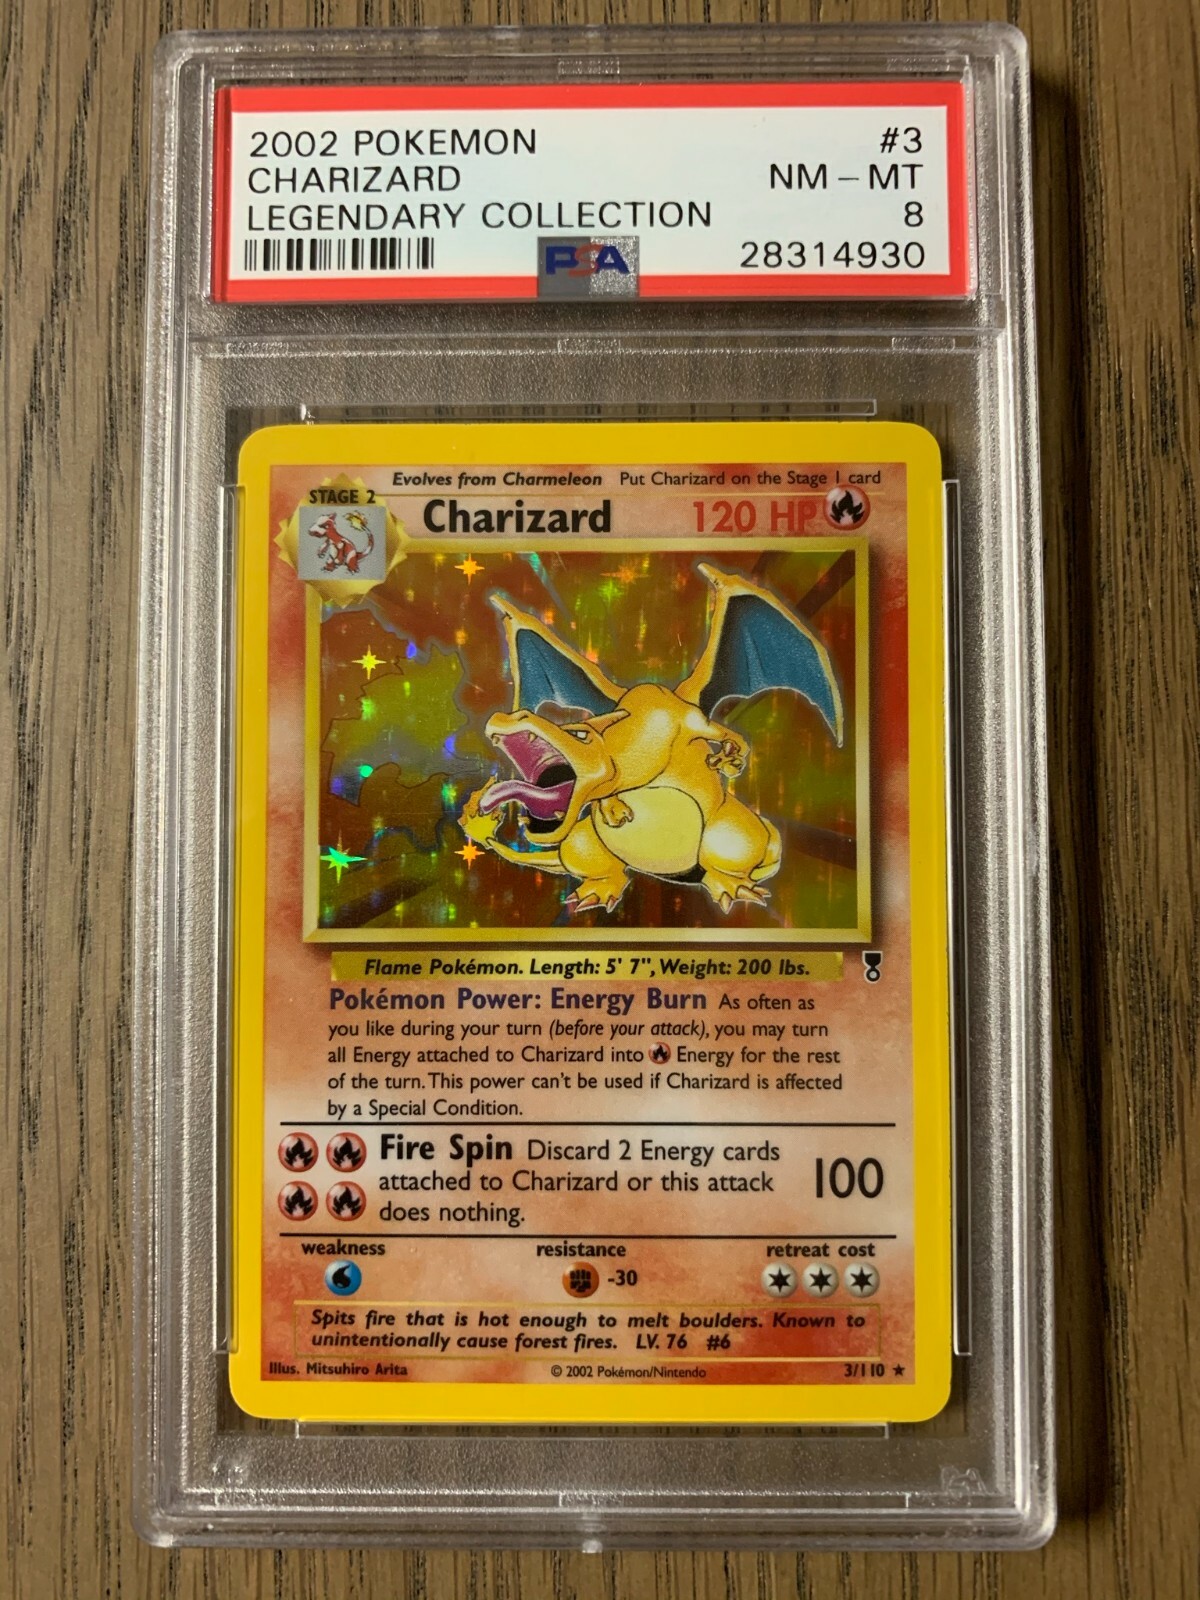 2002 POKEMON #3
CHARIZARD NM - MT
LEGENDARY COLLECTION 8
PSA 28314930
Evolves from Charmeleon Put Charizard on the Stage 1 card
STAGE 2
Charizard 120 HP
Flame Pokémon. Length: 5' 7", Weight: 200 lbs.
Pokémon Power: Energy Burn As often as
you like during your turn (before your attack), you may turn
all Energy attached to Charizard into Energy for the rest
of the turn. This power can't be used if Charizard is affected
by a Special Condition.
Fire Spin Discard 2 Energy cards
attached to Charizard or this attack 100
does nothing.
weakness resistance retreat cost
-30
Spits fire that is hot enough to melt boulders. Known to
unintentionally cause forest fires. LV. 76 #6
Illus. Mitsuhiro Arita © 2002 Pokémon/Nintendo 3/110 ★